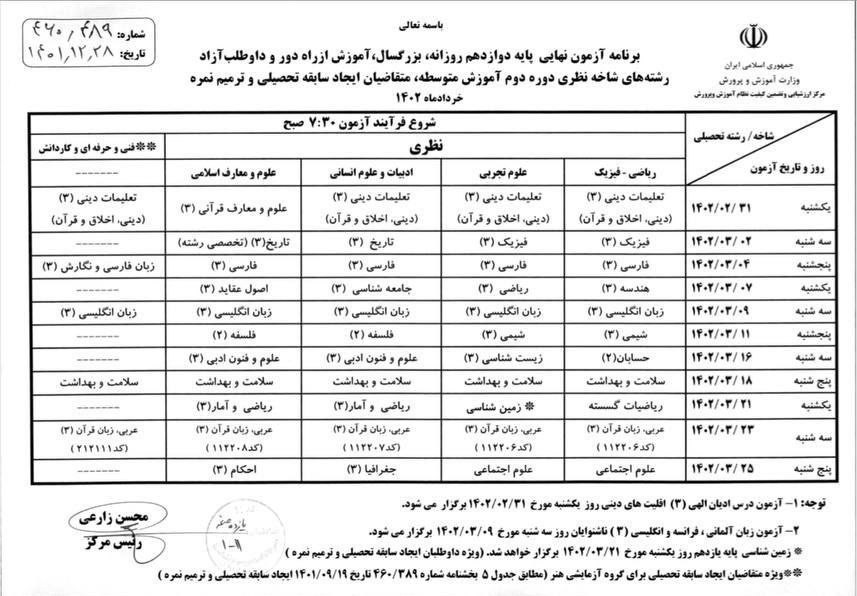 باسمه تعالی
شماره: ۴۶۰/۴۸۹
تاریخ: ۱۴۰۱,۱۲,۲۸
جمهوری اسلامی ایران
وزارت آموزش و پرورش
مرکز ارزشیابی وتضمین کیفیت نظام آموزش وپرورش
برنامه آزمون نهایی پایه دوازدهم روزانه، بزرگسال،آموزش ازراه دور و داوطلب‌آزاد
رشته‌های شاخه نظری دوره دوم آموزش متوسطه، متقاضیان ایجاد سابقه تحصیلی و ترمیم نمره
خردادماه ۱۴۰۲
شاخه/ رشته تحصیلی
روز و تاریخ آزمون
شروع فرآیند آزمون ۷:۳۰ صبح
نظری
※※فنی و حرفه ای و کاردانش
ریاضی - فیزیک علوم تجربی ادبیات و علوم انسانی علوم و معارف اسلامی -------
یکشنبه ۱۴۰۲/۰۲/۳۱ تعلیمات دینی (۳) تعلیمات دینی (۳) تعلیمات دینی (۳) علوم و معارف قرآنی (۳) تعلیمات دینی (۳)
(دینی، اخلاق و قرآن) (دینی، اخلاق و قرآن) (دینی، اخلاق و قرآن) (دینی، اخلاق و قرآن)
سه شنبه ۱۴۰۲/۰۳/۰۲ فیزیک (۳) فیزیک (۳) تاریخ (۳) تاریخ(۳) (تخصصی رشته) -------
پنجشنبه ۱۴۰۲/۰۳/۰۴ فارسی (۳) فارسی (۳) فارسی (۳) فارسی (۳) زبان فارسی و نگارش (۳)
یکشنبه ۱۴۰۲/۰۳/۰۷ هندسه (۳) ریاضی (۳) جامعه شناسی (۳) اصول عقاید (۳) -------
سه شنبه ۱۴۰۲/۰۳/۰۹ زبان انگلیسی (۳) زبان انگلیسی (۳) زبان انگلیسی (۳) زبان انگلیسی (۳) زبان انگلیسی (۳)
پنجشنبه ۱۴۰۲/۰۳/۱۱ شیمی (۳) شیمی (۳) فلسفه (۲) فلسفه (۲) -------
سه شنبه ۱۴۰۲/۰۳/۱۶ حسابان(۲) زیست شناسی (۳) علوم و فنون ادبی (۳) علوم و فنون ادبی (۳) -------
پنج شنبه ۱۴۰۲/۰۳/۱۸ سلامت و بهداشت سلامت و بهداشت سلامت و بهداشت سلامت و بهداشت سلامت و بهداشت
یکشنبه ۱۴۰۲/۰۳/۲۱ ریاضیات گسسته ※ زمین شناسی ریاضی و آمار(۳) ریاضی و آمار(۳) -------
سه شنبه ۱۴۰۲/۰۳/۲۳ عربی، زبان قرآن (۳) عربی، زبان قرآن (۳) عربی، زبان قرآن (۳) عربی، زبان قرآن (۳) عربی، زبان قرآن (۳)
(کد۱۱۲۲۰۶) (کد۱۱۲۲۰۶) (کد۱۱۲۲۰۷) (کد۱۱۲۲۰۸) (کد۲۱۲۱۱۱)
پنج شنبه ۱۴۰۲/۰۳/۲۵ علوم اجتماعی علوم اجتماعی جغرافیا (۳) احکام (۳) -------
توجه: ۱- آزمون درس ادیان الهی (۳) اقلیت های دینی روز یکشنبه مورخ ۱۴۰۲/۰۲/۳۱ برگزار می شود.
۲- آزمون زبان آلمانی ، فرانسه و انگلیسی (۳ ) ناشنوایان روز سه شنبه مورخ ۱۴۰۲/۰۳/۰۹ برگزار می شود.
※ زمین شناسی پایه یازدهم روز یکشنبه مورخ ۱۴۰۲/۰۳/۲۱ برگزار خواهد شد. (ویژه داوطلبان ایجاد سابقه تحصیلی و ترمیم نمره )
※※ویژه متقاضیان ایجاد سابقه تحصیلی برای گروه آزمایشی هنر (مطابق جدول ۵ بخشنامه شماره ۴۶۰/۳۸۹ تاریخ ۱۴۰۱/۰۹/۱۹ ایجاد سابقه تحصیلی و ترمیم نمره )
محسن زارعی
رئیس مرکز